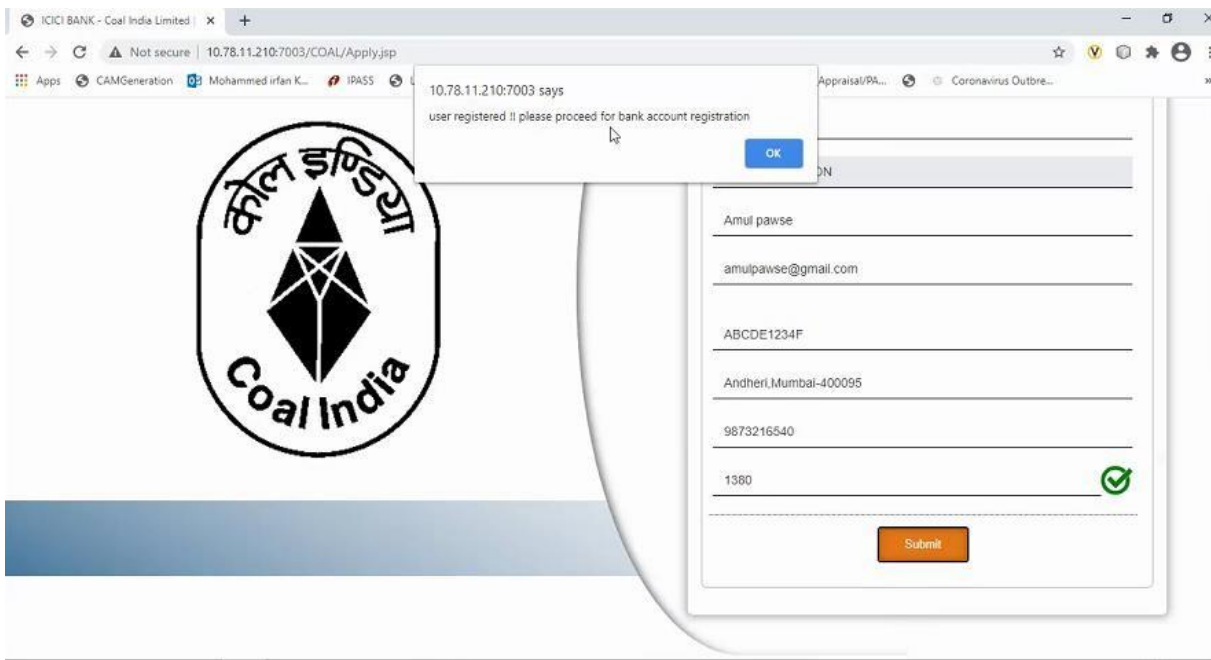 ICICI BANK - Coal India Limited |
Not secure | 10.78.11.210:7003/COAL/Apply.jsp
Apps CAMGeneration Mohammed irfan K... IPASS Appraisal/PA... Coronavirus Outbre...
10.78.11.210:7003 says
user registered !! please proceed for bank account registration
OK
ON
कोल इण्डिया
Coal India
Amul pawse
amulpawse@gmail.com
ABCDE1234F
Andheri,Mumbai-400095
9873216540
1380
Submit